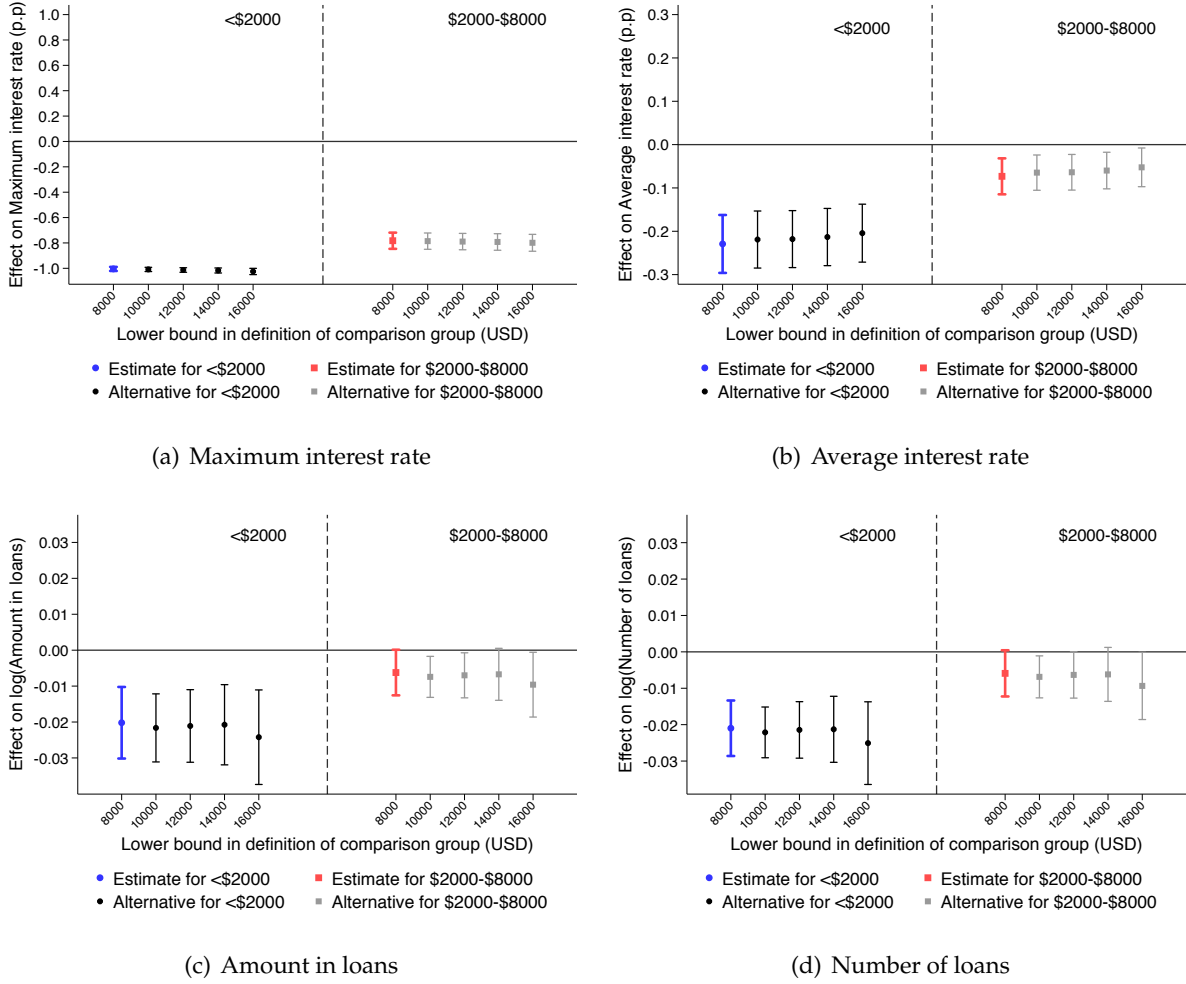 Effect on Maximum interest rate (p.p)
1.0
0.8
0.6
0.4
0.2
0.0
-0.2
-0.4
-0.6
-0.8
-1.0
<$2000
$2000-$8000
8000
10000
12000
14000
16000
8000
10000
12000
14000
16000
Lower bound in definition of comparison group (USD)
Estimate for <$2000
Estimate for $2000-$8000
Alternative for <$2000
Alternative for $2000-$8000
(a) Maximum interest rate
Effect on Average interest rate (p.p)
0.3
0.2
0.1
0.0
-0.1
-0.2
-0.3
<$2000
$2000-$8000
8000
10000
12000
14000
16000
8000
10000
12000
14000
16000
Lower bound in definition of comparison group (USD)
Estimate for <$2000
Estimate for $2000-$8000
Alternative for <$2000
Alternative for $2000-$8000
(b) Average interest rate
Effect on log(Amount in loans)
0.03
0.02
0.01
0.00
-0.01
-0.02
-0.03
<$2000
$2000-$8000
8000
10000
12000
14000
16000
8000
10000
12000
14000
16000
Lower bound in definition of comparison group (USD)
Estimate for <$2000
Estimate for $2000-$8000
Alternative for <$2000
Alternative for $2000-$8000
(c) Amount in loans
Effect on log(Number of loans)
0.03
0.02
0.01
0.00
-0.01
-0.02
-0.03
<$2000
$2000-$8000
8000
10000
12000
14000
16000
8000
10000
12000
14000
16000
Lower bound in definition of comparison group (USD)
Estimate for <$2000
Estimate for $2000-$8000
Alternative for <$2000
Alternative for $2000-$8000
(d) Number of loans